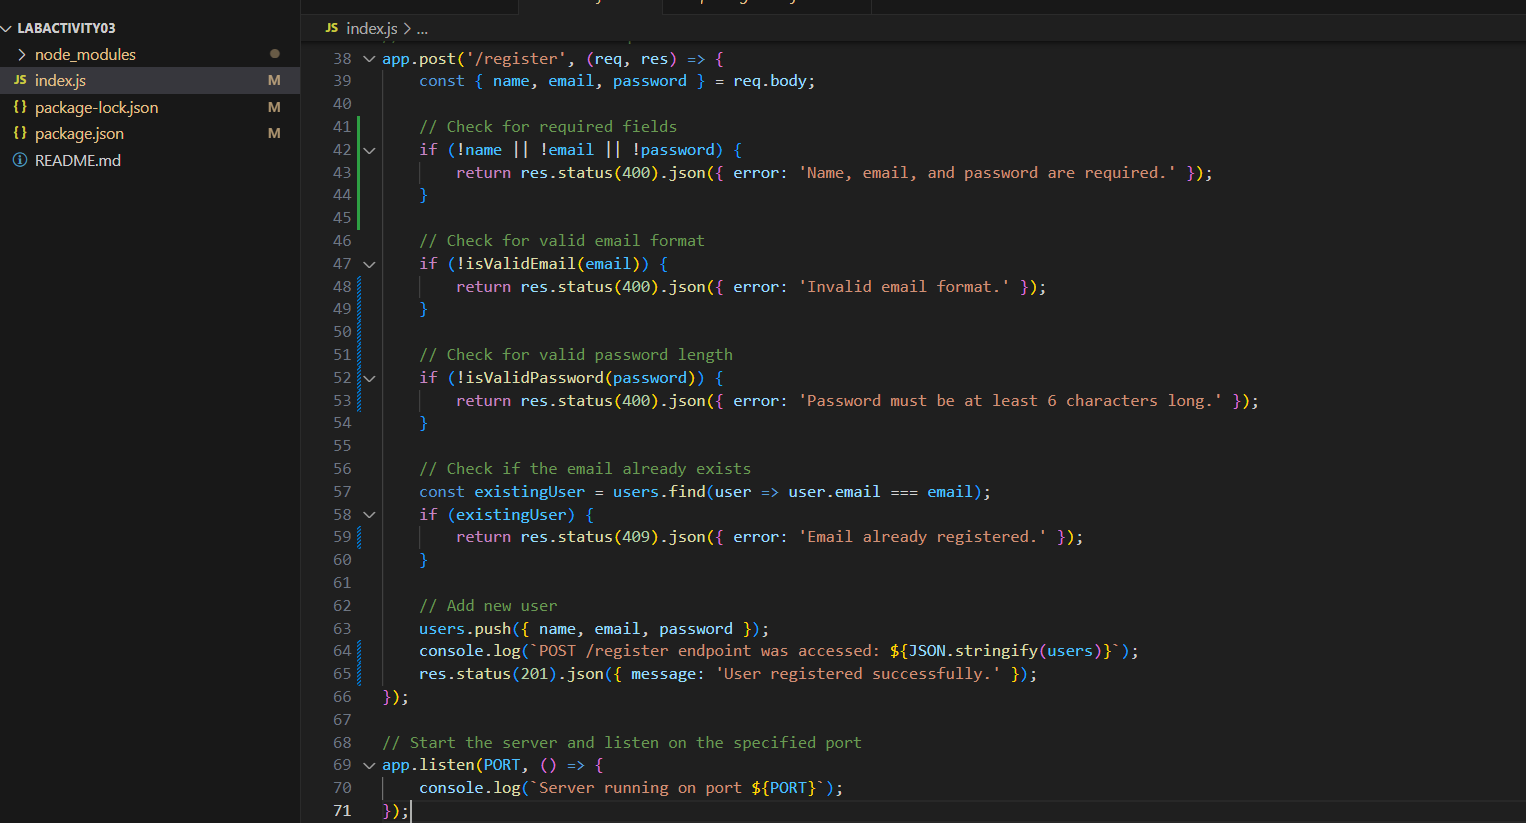 LABACTIVITY03
node_modules
JS index.js M
{} package-lock.json M
{} package.json M
README.md
JS index.js > ...
38 app.post('/register', (req, res) => {
39     const { name, email, password } = req.body;
40
41     // Check for required fields
42     if (!name || !email || !password) {
43         return res.status(400).json({ error: 'Name, email, and password are required.' });
44     }
45
46     // Check for valid email format
47     if (!isValidEmail(email)) {
48         return res.status(400).json({ error: 'Invalid email format.' });
49     }
50
51     // Check for valid password length
52     if (!isValidPassword(password)) {
53         return res.status(400).json({ error: 'Password must be at least 6 characters long.' });
54     }
55
56     // Check if the email already exists
57     const existingUser = users.find(user => user.email === email);
58     if (existingUser) {
59         return res.status(409).json({ error: 'Email already registered.' });
60     }
61
62     // Add new user
63     users.push({ name, email, password });
64     console.log(`POST /register endpoint was accessed: ${JSON.stringify(users)}`);
65     res.status(201).json({ message: 'User registered successfully.' });
66 });
67
68 // Start the server and listen on the specified port
69 app.listen(PORT, () => {
70     console.log(`Server running on port ${PORT}`);
71 });